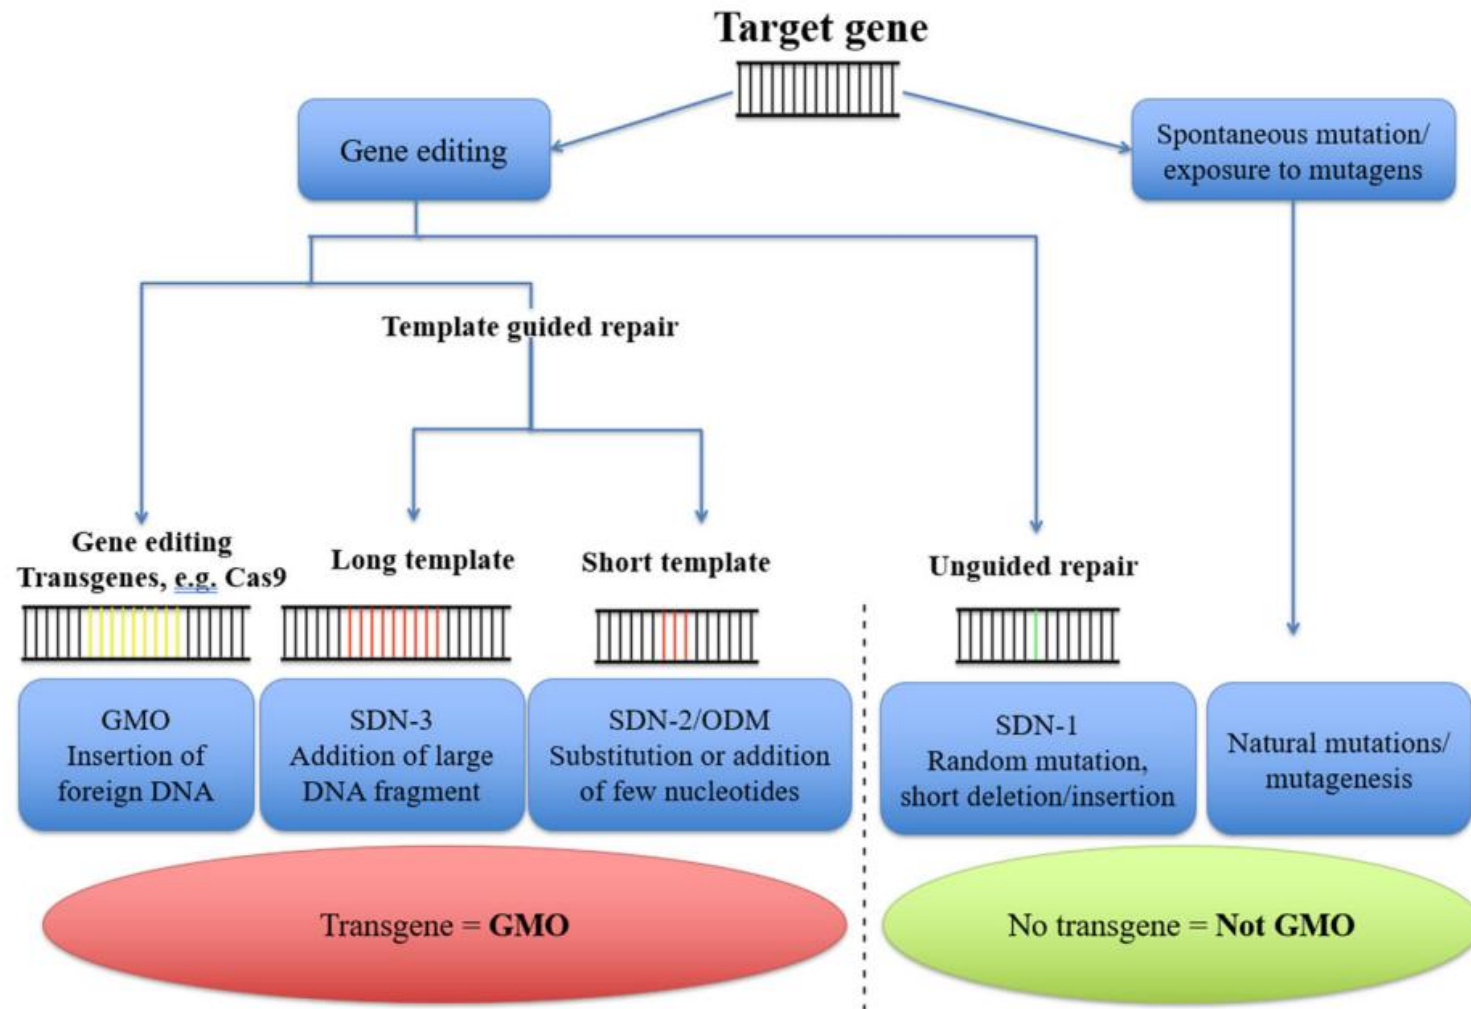 Target gene
Gene editing
Spontaneous mutation/
exposure to mutagens
Template guided repair
Gene editing
Transgenes, e.g. Cas9
Long template
Short template
Unguided repair
GMO
Insertion of
foreign DNA
SDN-3
Addition of large
DNA fragment
SDN-2/ODM
Substitution or addition
of few nucleotides
SDN-1
Random mutation,
short deletion/insertion
Natural mutations/
mutagenesis
Transgene = GMO
No transgene = Not GMO